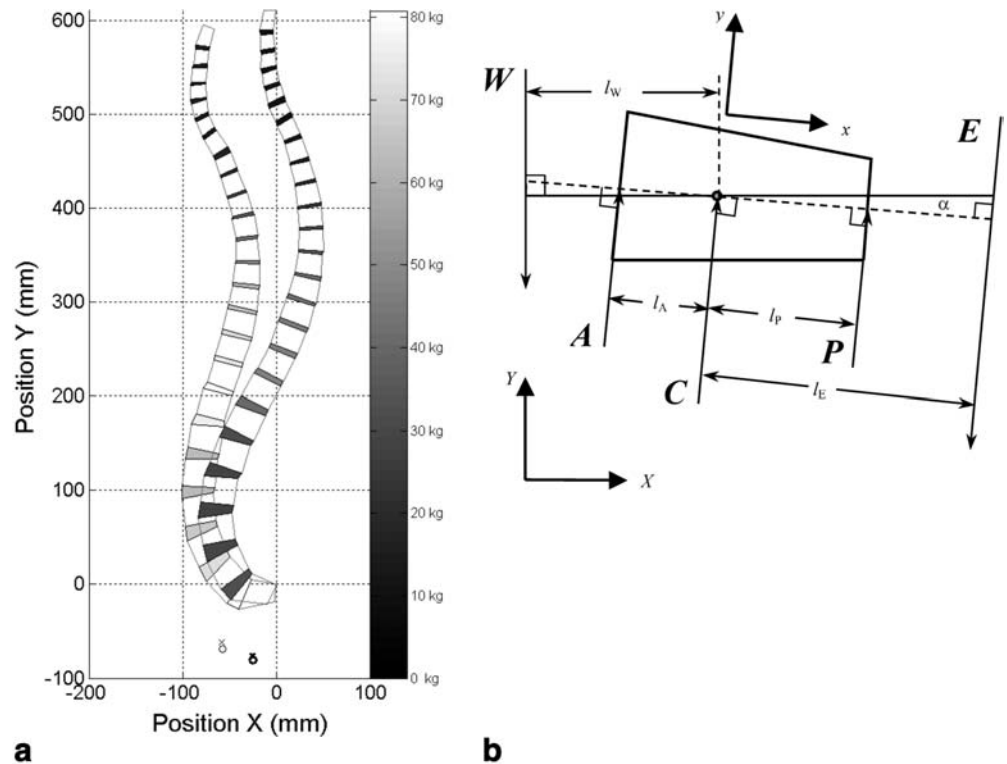 600
500
400
300
200
100
0
-100
-200
-100
0
100
Position Y (mm)
Position X (mm)
80 kg
70 kg
60 kg
50 kg
40 kg
30 kg
20 kg
10 kg
0 kg
a
y
x
W
l_W
E
α
l_A
l_P
A
P
C
l_E
Y
X
b